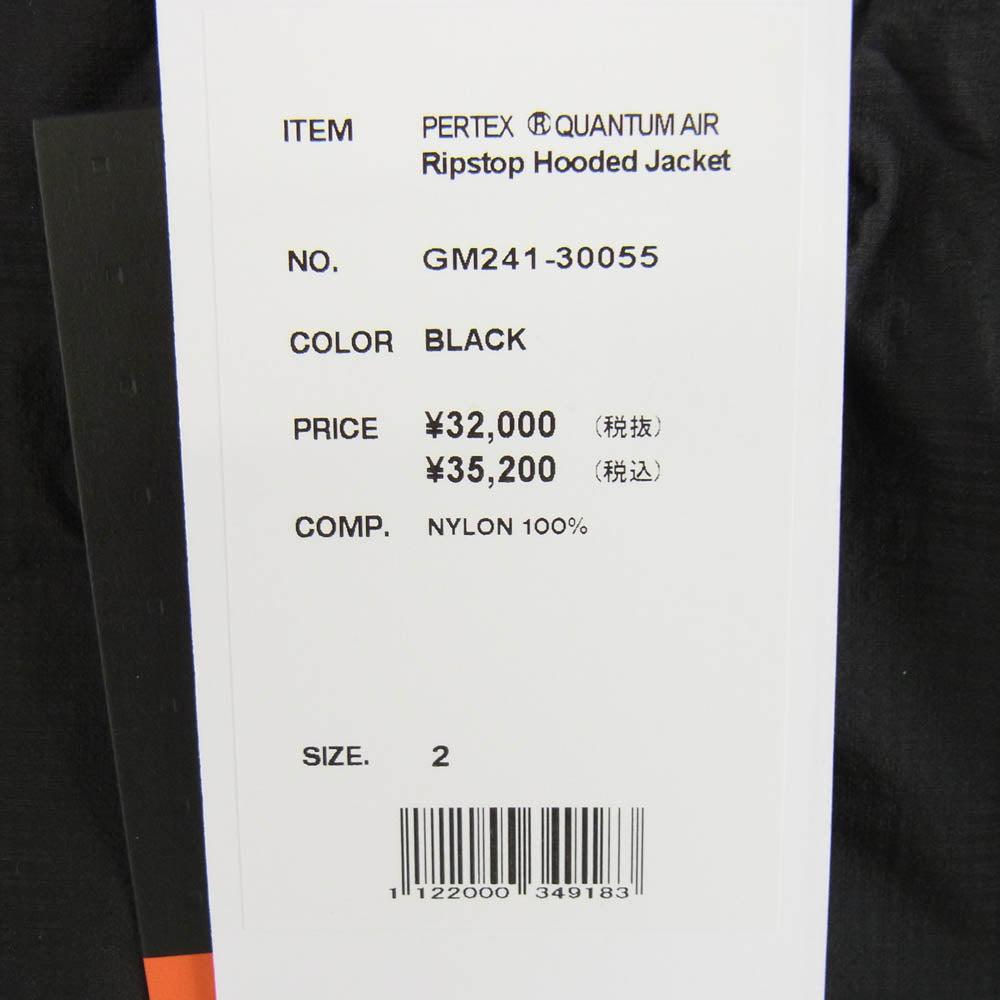 ITEM PERTEX ®QUANTUM AIR
Ripstop Hooded Jacket
NO. GM241-30055
COLOR BLACK
PRICE ¥32,000 (税抜)
¥35,200 (税込)
COMP. NYLON 100%
SIZE. 2
1 122000 349183